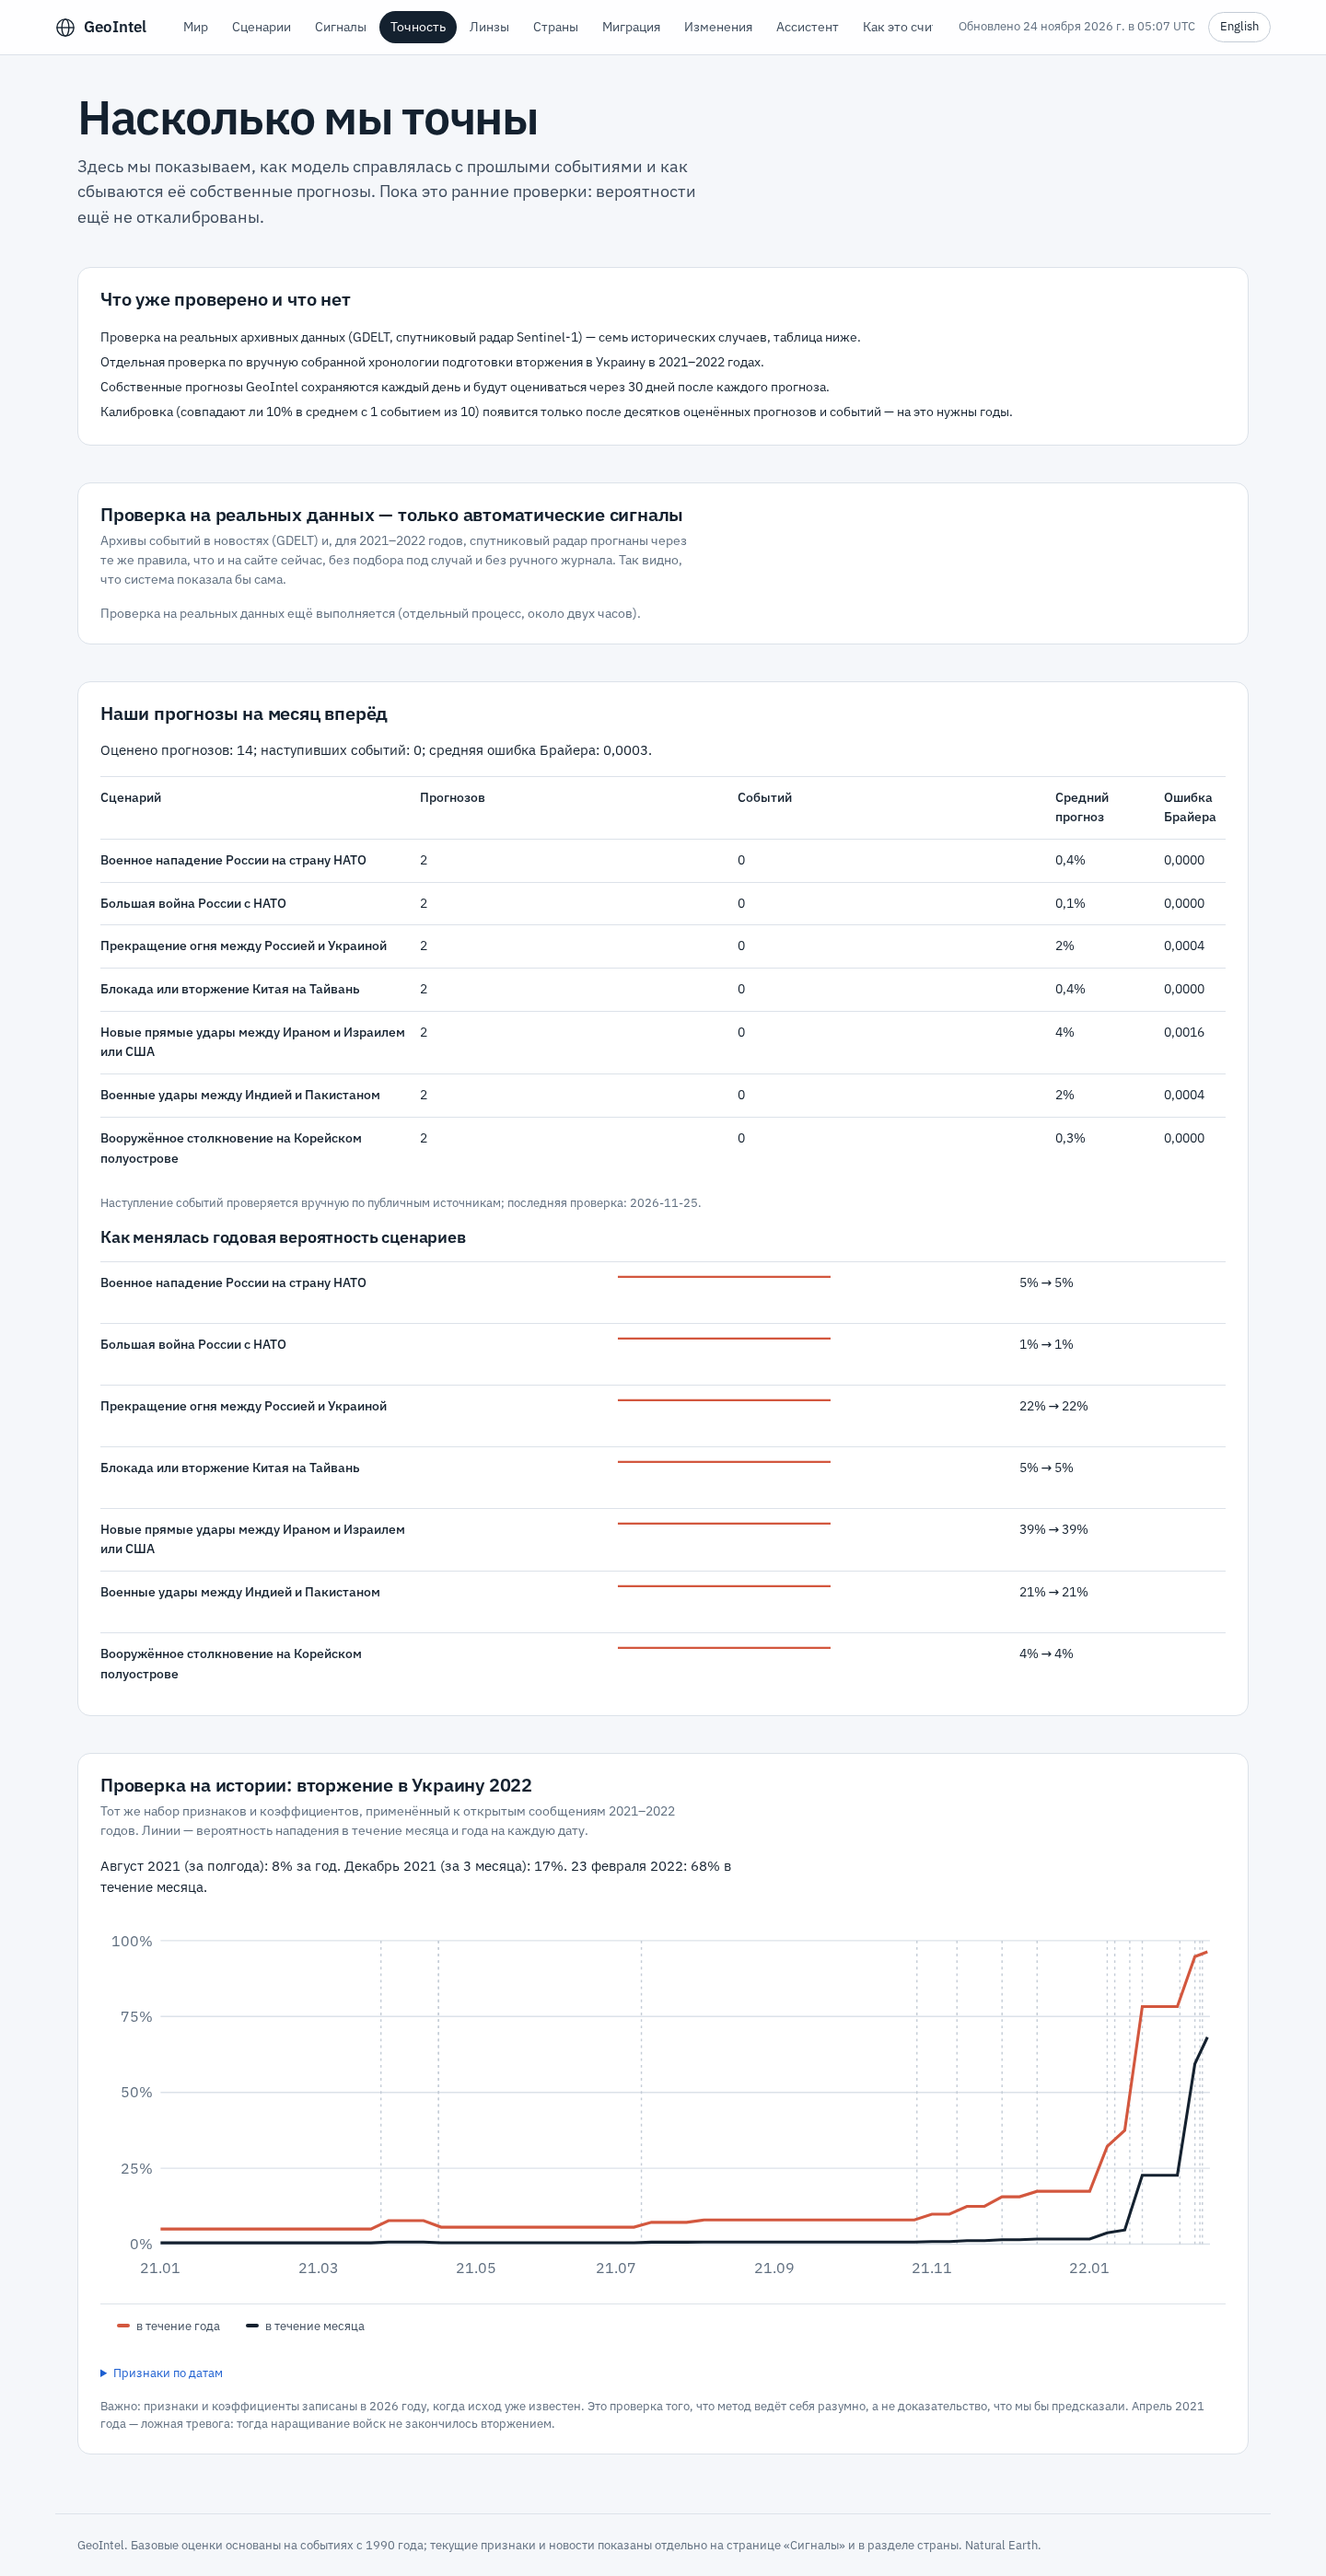 GeoIntel
Мир
Сценарии
Сигналы
Точность
Линзы
Страны
Миграция
Изменения
Ассистент
Как это счи
Обновлено 24 ноября 2026 г. в 05:07 UTC
English
Насколько мы точны
Здесь мы показываем, как модель справлялась с прошлыми событиями и как
сбываются её собственные прогнозы. Пока это ранние проверки: вероятности
ещё не откалиброваны.
Что уже проверено и что нет
Проверка на реальных архивных данных (GDELT, спутниковый радар Sentinel-1) — семь исторических случаев, таблица ниже.
Отдельная проверка по вручную собранной хронологии подготовки вторжения в Украину в 2021–2022 годах.
Собственные прогнозы GeoIntel сохраняются каждый день и будут оцениваться через 30 дней после каждого прогноза.
Калибровка (совпадают ли 10% в среднем с 1 событием из 10) появится только после десятков оценённых прогнозов и событий — на это нужны годы.
Проверка на реальных данных — только автоматические сигналы
Архивы событий в новостях (GDELT) и, для 2021–2022 годов, спутниковый радар прогнаны через
те же правила, что и на сайте сейчас, без подбора под случай и без ручного журнала. Так видно,
что система показала бы сама.
Проверка на реальных данных ещё выполняется (отдельный процесс, около двух часов).
Наши прогнозы на месяц вперёд
Оценено прогнозов: 14; наступивших событий: 0; средняя ошибка Брайера: 0,0003.
Сценарий Прогнозов Событий Средний прогноз Ошибка Брайера
Военное нападение России на страну НАТО 2 0 0,4% 0,0000
Большая война России с НАТО 2 0 0,1% 0,0000
Прекращение огня между Россией и Украиной 2 0 2% 0,0004
Блокада или вторжение Китая на Тайвань 2 0 0,4% 0,0000
Новые прямые удары между Ираном и Израилем 2 0 4% 0,0016
или США
Военные удары между Индией и Пакистаном 2 0 2% 0,0004
Вооружённое столкновение на Корейском 2 0 0,3% 0,0000
полуострове
Наступление событий проверяется вручную по публичным источникам; последняя проверка: 2026-11-25.
Как менялась годовая вероятность сценариев
Военное нападение России на страну НАТО 5% → 5%
Большая война России с НАТО 1% → 1%
Прекращение огня между Россией и Украиной 22% → 22%
Блокада или вторжение Китая на Тайвань 5% → 5%
Новые прямые удары между Ираном и Израилем 39% → 39%
или США
Военные удары между Индией и Пакистаном 21% → 21%
Вооружённое столкновение на Корейском 4% → 4%
полуострове
Проверка на истории: вторжение в Украину 2022
Тот же набор признаков и коэффициентов, применённый к открытым сообщениям 2021–2022
годов. Линии — вероятность нападения в течение месяца и года на каждую дату.
Август 2021 (за полгода): 8% за год. Декабрь 2021 (за 3 месяца): 17%. 23 февраля 2022: 68% в
течение месяца.
100%
75%
50%
25%
0%
21.01 21.03 21.05 21.07 21.09 21.11 22.01
в течение года в течение месяца
Признаки по датам
Важно: признаки и коэффициенты записаны в 2026 году, когда исход уже известен. Это проверка того, что метод ведёт себя разумно, а не доказательство, что мы бы предсказали. Апрель 2021
года — ложная тревога: тогда наращивание войск не закончилось вторжением.
GeoIntel. Базовые оценки основаны на событиях с 1990 года; текущие признаки и новости показаны отдельно на странице «Сигналы» и в разделе страны. Natural Earth.